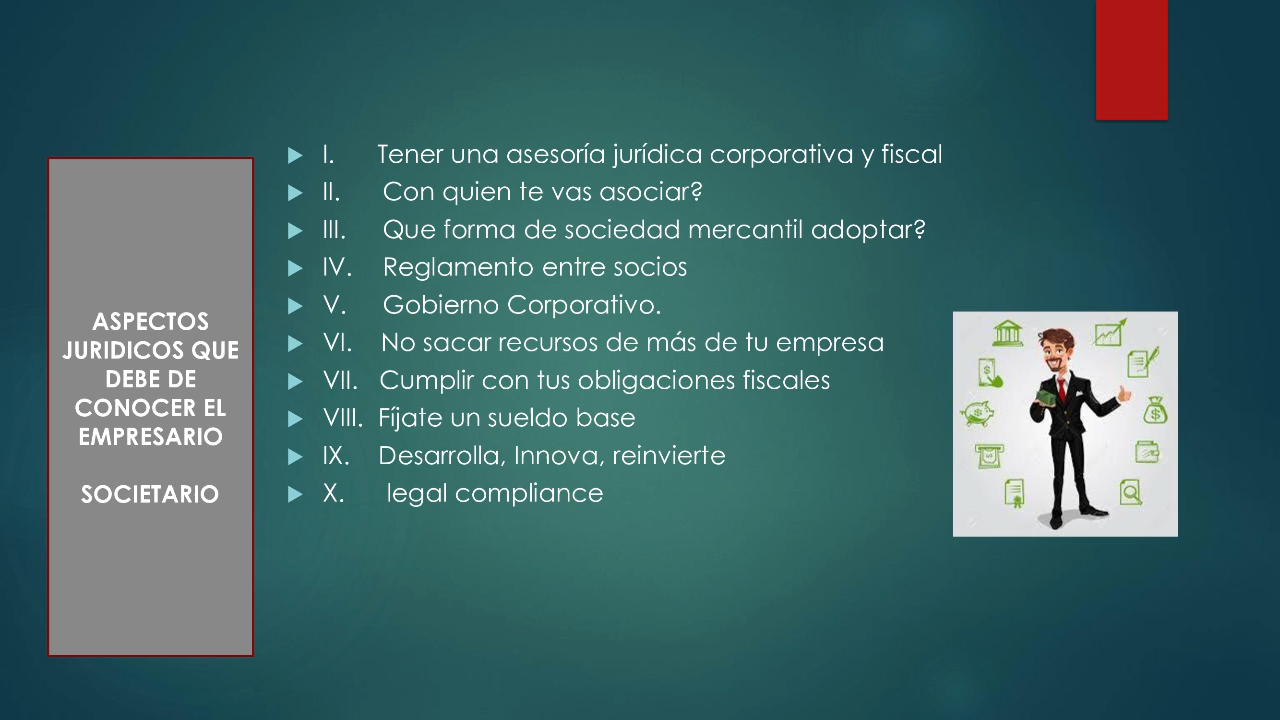 ASPECTOS
JURIDICOS QUE
DEBE DE
CONOCER EL
EMPRESARIO
SOCIETARIO
I. Tener una asesoría jurídica corporativa y fiscal
II. Con quien te vas asociar?
III. Que forma de sociedad mercantil adoptar?
IV. Reglamento entre socios
V. Gobierno Corporativo.
VI. No sacar recursos de más de tu empresa
VII. Cumplir con tus obligaciones fiscales
VIII. Fíjate un sueldo base
IX. Desarrolla, Innova, reinvierte
X. legal compliance